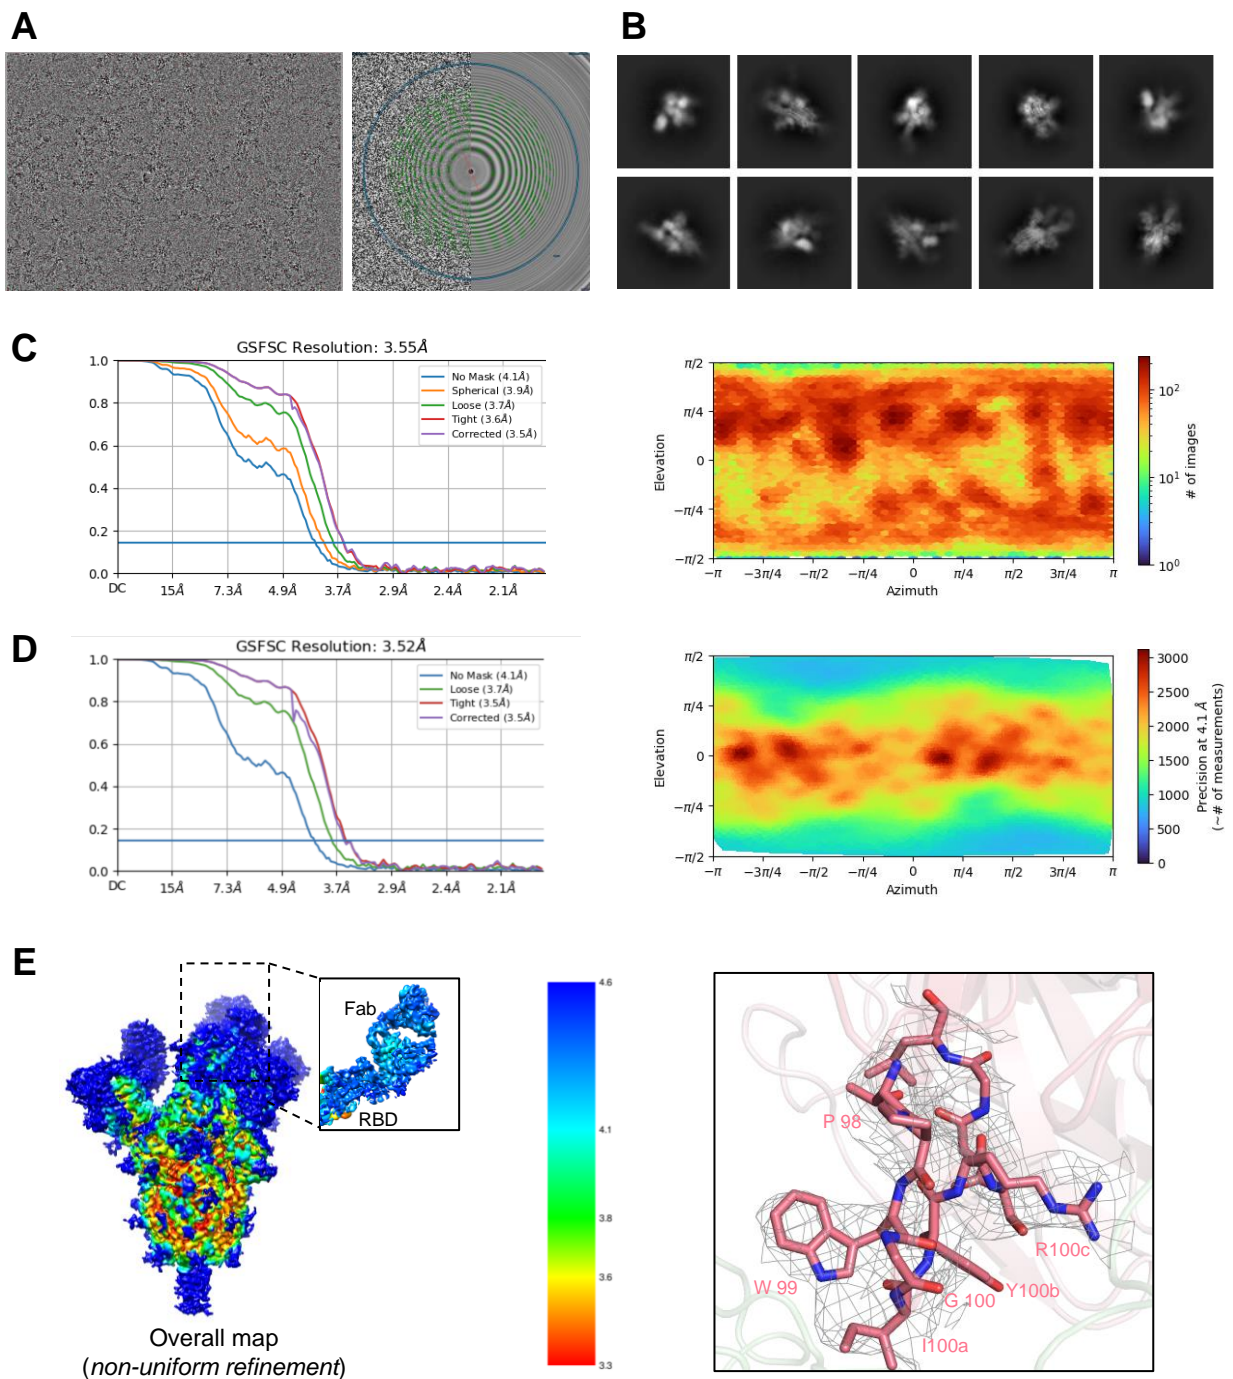 A
B
C
GSFSC Resolution: 3.55Å
1.0
0.8
0.6
0.4
0.2
0.0
No Mask (4.1Å)
Spherical (3.9Å)
Loose (3.7Å)
Tight (3.6Å)
Corrected (3.5Å)
DC 15Å 7.3Å 4.9Å 3.7Å 2.9Å 2.4Å 2.1Å
π/2
π/4
0
−π/4
−π/2
Elevation
−π −3π/4 −π/2 −π/4 0 π/4 π/2 3π/4 π
Azimuth
10²
10¹
10⁰
# of images
D
GSFSC Resolution: 3.52Å
1.0
0.8
0.6
0.4
0.2
0.0
No Mask (4.1Å)
Loose (3.7Å)
Tight (3.5Å)
Corrected (3.5Å)
DC 15Å 7.3Å 4.9Å 3.7Å 2.9Å 2.4Å 2.1Å
π/2
π/4
0
−π/4
−π/2
Elevation
−π −3π/4 −π/2 −π/4 0 π/4 π/2 3π/4 π
Azimuth
3000
2500
2000
1500
1000
500
0
Precision at 4.1 Å
(~# of measurements)
E
Fab
RBD
4.6
4.1
3.8
3.6
3.3
Overall map
(non-uniform refinement)
P 98
W 99
G 100
I100a
Y100b
R100c